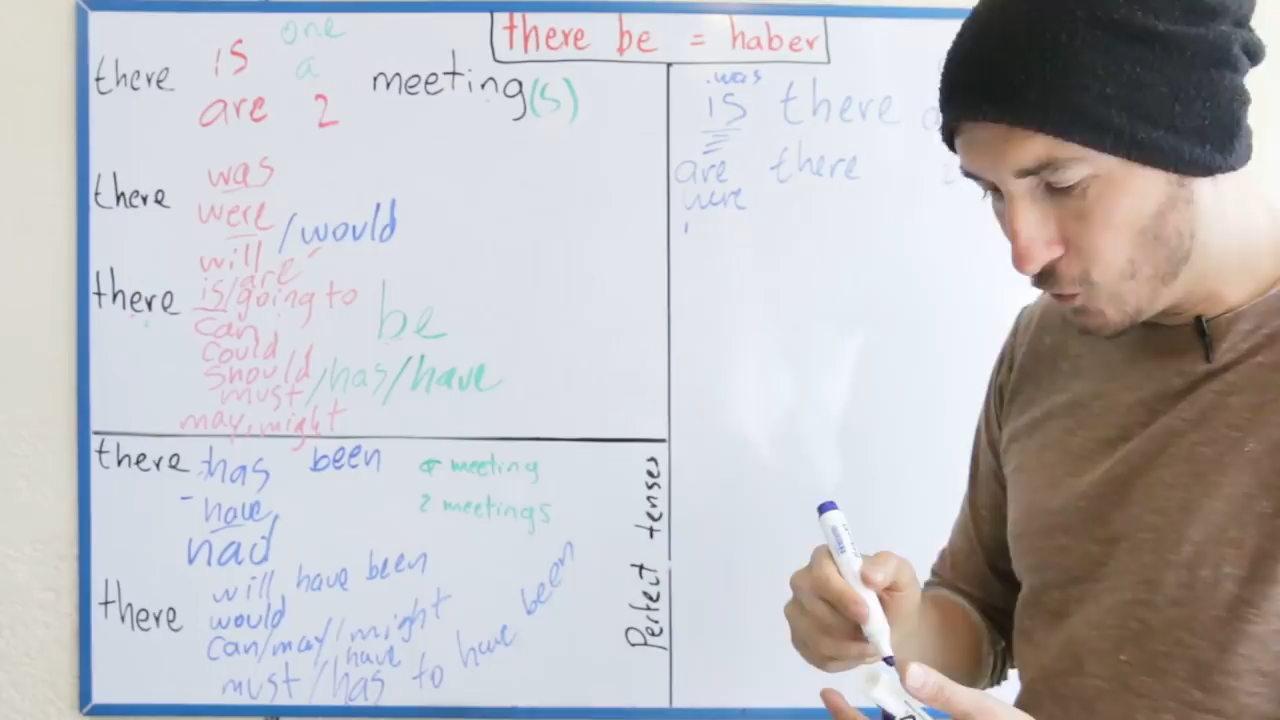 there be = haber
one
there is a meeting(s)
are 2
there was
were /would
will
are
there is/going to be
can
could
should /has/have
must
may, might
there has been a meeting
- have 2 meetings
had
will have been
there would
can/may/might
have
must/has to have been
Perfect tenses
was
is there
are there
were